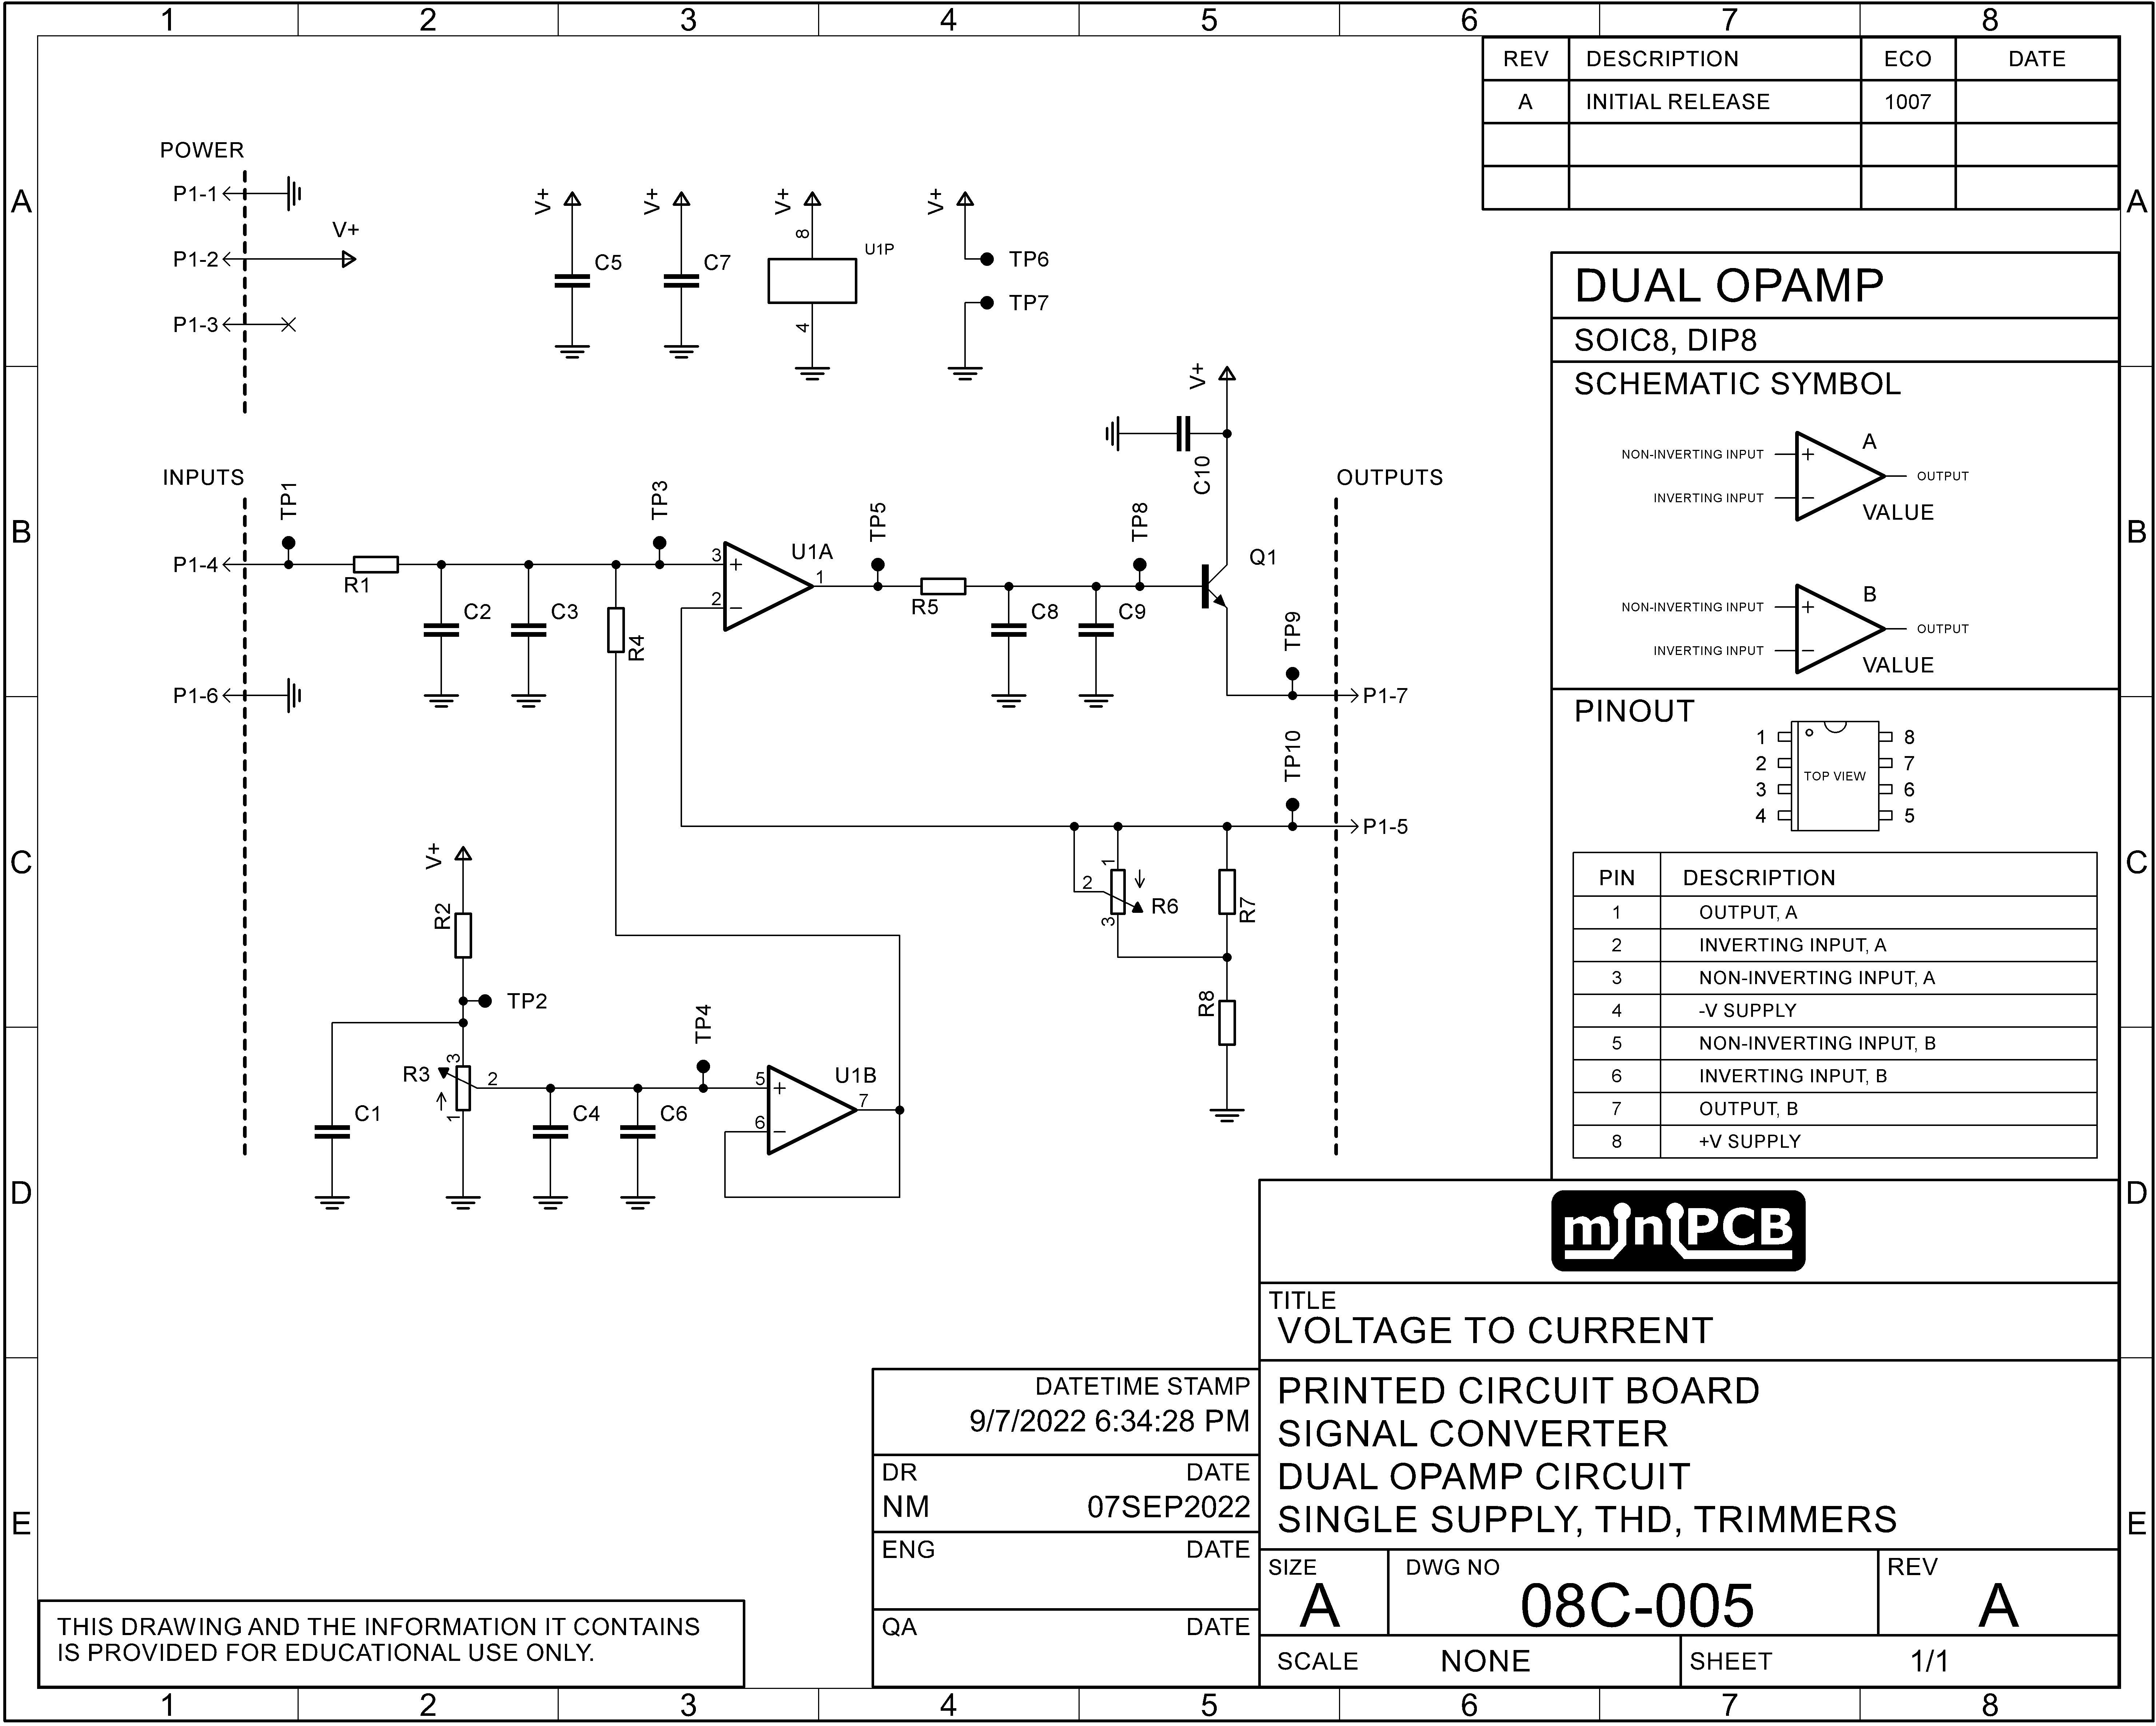 1 2 3 4 5 6 7 8
REV DESCRIPTION ECO DATE
A INITIAL RELEASE 1007
A A
POWER
P1-1
V+
P1-2
P1-3
V+
C5
V+
C7
V+
8
U1P
4
V+
TP6
TP7
DUAL OPAMP
SOIC8, DIP8
SCHEMATIC SYMBOL
A
NON-INVERTING INPUT
+
OUTPUT
INVERTING INPUT
−
VALUE
B
NON-INVERTING INPUT
+
OUTPUT
INVERTING INPUT
−
VALUE
B B
INPUTS
TP1
P1-4
R1
C2
C3
R4
TP3
3
+
U1A
1
2
−
TP5
R5
C8
C9
TP8
V+
C10
Q1
OUTPUTS
TP9
P1-6
P1-7
TP10
P1-5
PINOUT
1 8
2 7
TOP VIEW
3 6
4 5
C C
V+
R2
TP2
1
2
R6
3
R7
R8
PIN DESCRIPTION
1 OUTPUT, A
2 INVERTING INPUT, A
3 NON-INVERTING INPUT, A
4 -V SUPPLY
5 NON-INVERTING INPUT, B
6 INVERTING INPUT, B
7 OUTPUT, B
8 +V SUPPLY
3
R3
2
1
C1
C4
C6
TP4
5
+
U1B
7
6
−
D D
miniPCB
TITLE
VOLTAGE TO CURRENT
PRINTED CIRCUIT BOARD
SIGNAL CONVERTER
DUAL OPAMP CIRCUIT
SINGLE SUPPLY, THD, TRIMMERS
DATETIME STAMP
9/7/2022 6:34:28 PM
DR DATE
NM 07SEP2022
ENG DATE
QA DATE
E E
SIZE
A
DWG NO
08C-005
REV
A
SCALE NONE
SHEET 1/1
THIS DRAWING AND THE INFORMATION IT CONTAINS
IS PROVIDED FOR EDUCATIONAL USE ONLY.
1 2 3 4 5 6 7 8